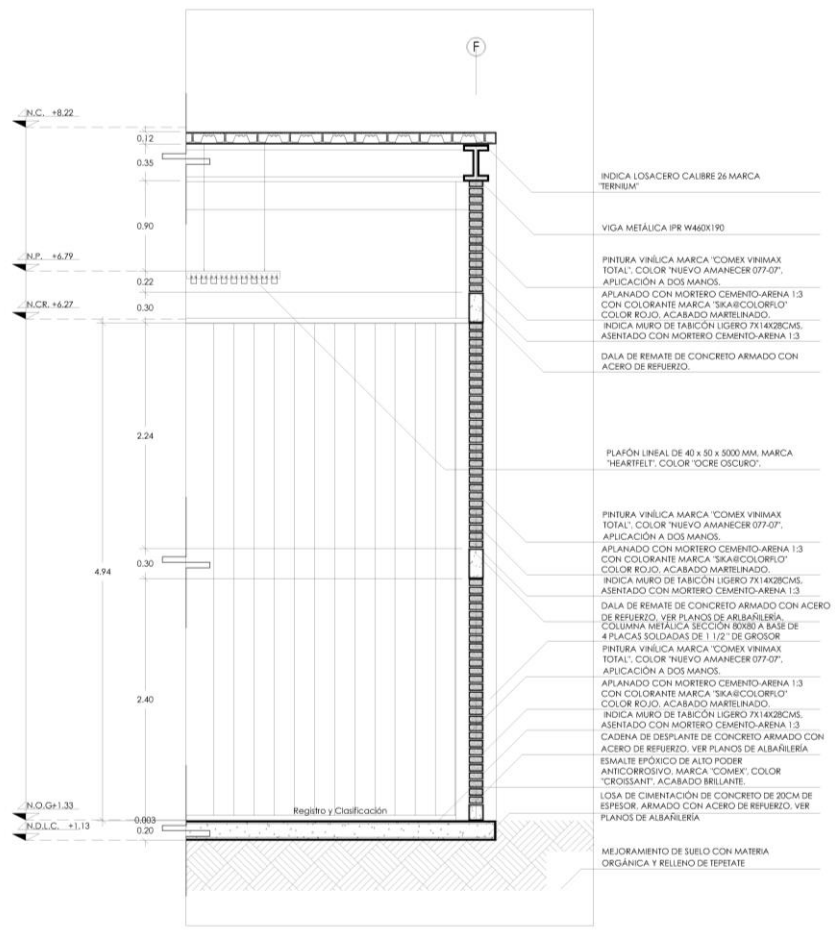 F
N.C. +8.22
0.12
0.35
INDICA LOSACERO CALIBRE 26 MARCA
"TERNIUM"
0.90
VIGA METÁLICA IPR W460X190
N.P. +6.79
0.22
0.30
N.CR. +6.27
PINTURA VINÍLICA MARCA "COMEX VINIMAX
TOTAL", COLOR "NUEVO AMANECER 077-07",
APLICACIÓN A DOS MANOS.
APLANADO CON MORTERO CEMENTO-ARENA 1:3
CON COLORANTE MARCA "SIKA@COLORFLO"
COLOR ROJO, ACABADO MARTELINADO.
INDICA MURO DE TABICÓN LIGERO 7X14X28CMS,
ASENTADO CON MORTERO CEMENTO-ARENA 1:3
DALA DE REMATE DE CONCRETO ARMADO CON
ACERO DE REFUERZO.
2.24
PLAFÓN LINEAL DE 40 x 50 x 5000 MM, MARCA
"HEARTFELT", COLOR "OCRE OSCURO".
PINTURA VINÍLICA MARCA "COMEX VINIMAX
TOTAL", COLOR "NUEVO AMANECER 077-07",
APLICACIÓN A DOS MANOS.
APLANADO CON MORTERO CEMENTO-ARENA 1:3
CON COLORANTE MARCA "SIKA@COLORFLO"
COLOR ROJO, ACABADO MARTELINADO.
INDICA MURO DE TABICÓN LIGERO 7X14X28CMS,
ASENTADO CON MORTERO CEMENTO-ARENA 1:3
4.94
0.30
DALA DE REMATE DE CONCRETO ARMADO CON ACERO
DE REFUERZO, VER PLANOS DE ARLBAÑILERÍA.
COLUMNA METÁLICA SECCIÓN 80X80 A BASE DE
4 PLACAS SOLDADAS DE 1 1/2" DE GROSOR
PINTURA VINÍLICA MARCA "COMEX VINIMAX
TOTAL", COLOR "NUEVO AMANECER 077-07",
APLICACIÓN A DOS MANOS.
2.40
APLANADO CON MORTERO CEMENTO-ARENA 1:3
CON COLORANTE MARCA "SIKA@COLORFLO"
COLOR ROJO, ACABADO MARTELINADO.
INDICA MURO DE TABICÓN LIGERO 7X14X28CMS,
ASENTADO CON MORTERO CEMENTO-ARENA 1:3
CADENA DE DESPLANTE DE CONCRETO ARMADO CON
ACERO DE REFUERZO, VER PLANOS DE ALBAÑILERÍA
ESMALTE EPÓXICO DE ALTO PODER
ANTICORROSIVO, MARCA "COMEX", COLOR
"CROISSANT", ACABADO BRILLANTE.
N.O.G+1.33
0.003
Registro y Clasificación
N.D.L.C. +1.13
0.20
LOSA DE CIMENTACIÓN DE CONCRETO DE 20CM DE
ESPESOR, ARMADO CON ACERO DE REFUERZO, VER
PLANOS DE ALBAÑILERÍA
MEJORAMIENTO DE SUELO CON MATERIA
ORGÁNICA Y RELLENO DE TEPETATE